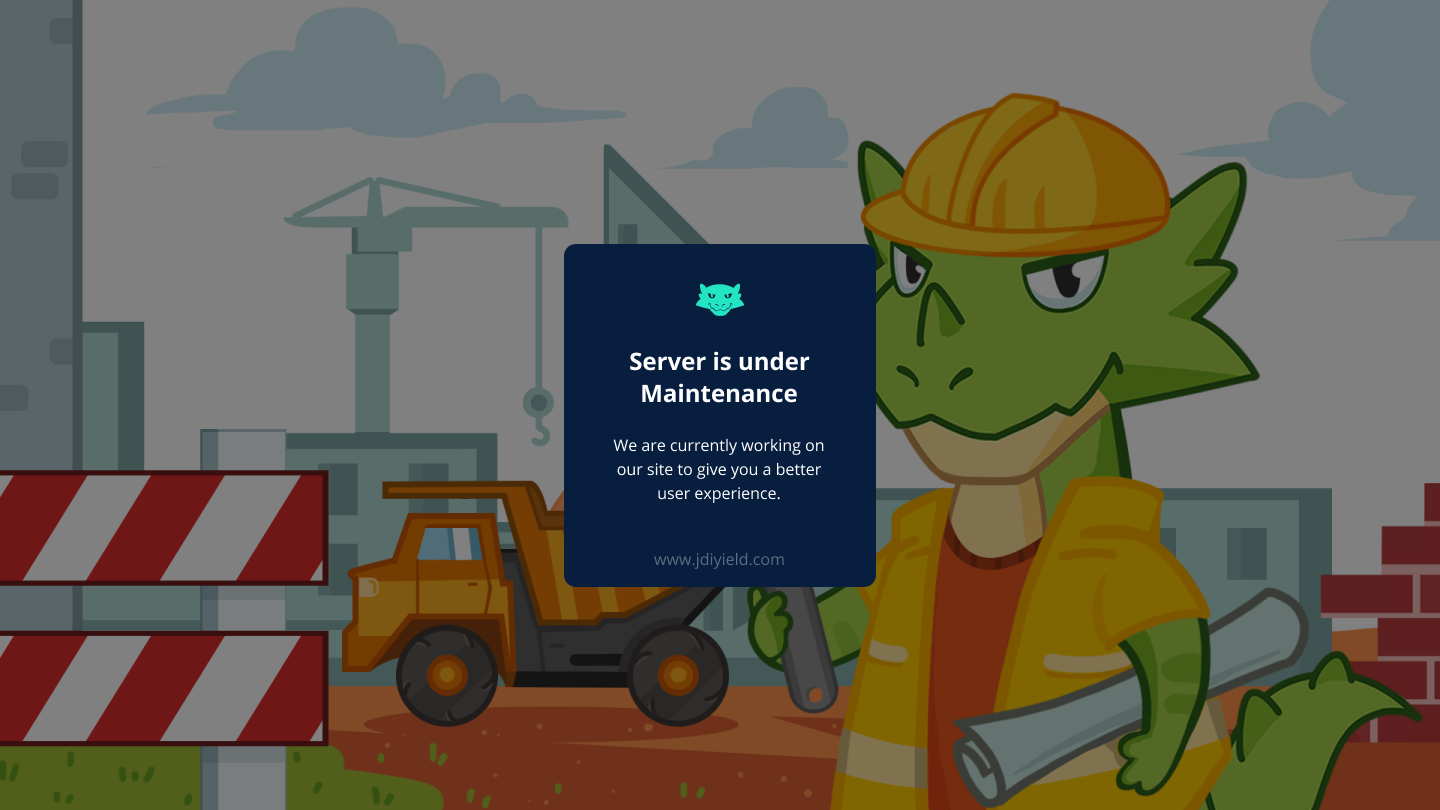 Server is under
Maintenance
We are currently working on
our site to give you a better
user experience.
www.jdiyield.com